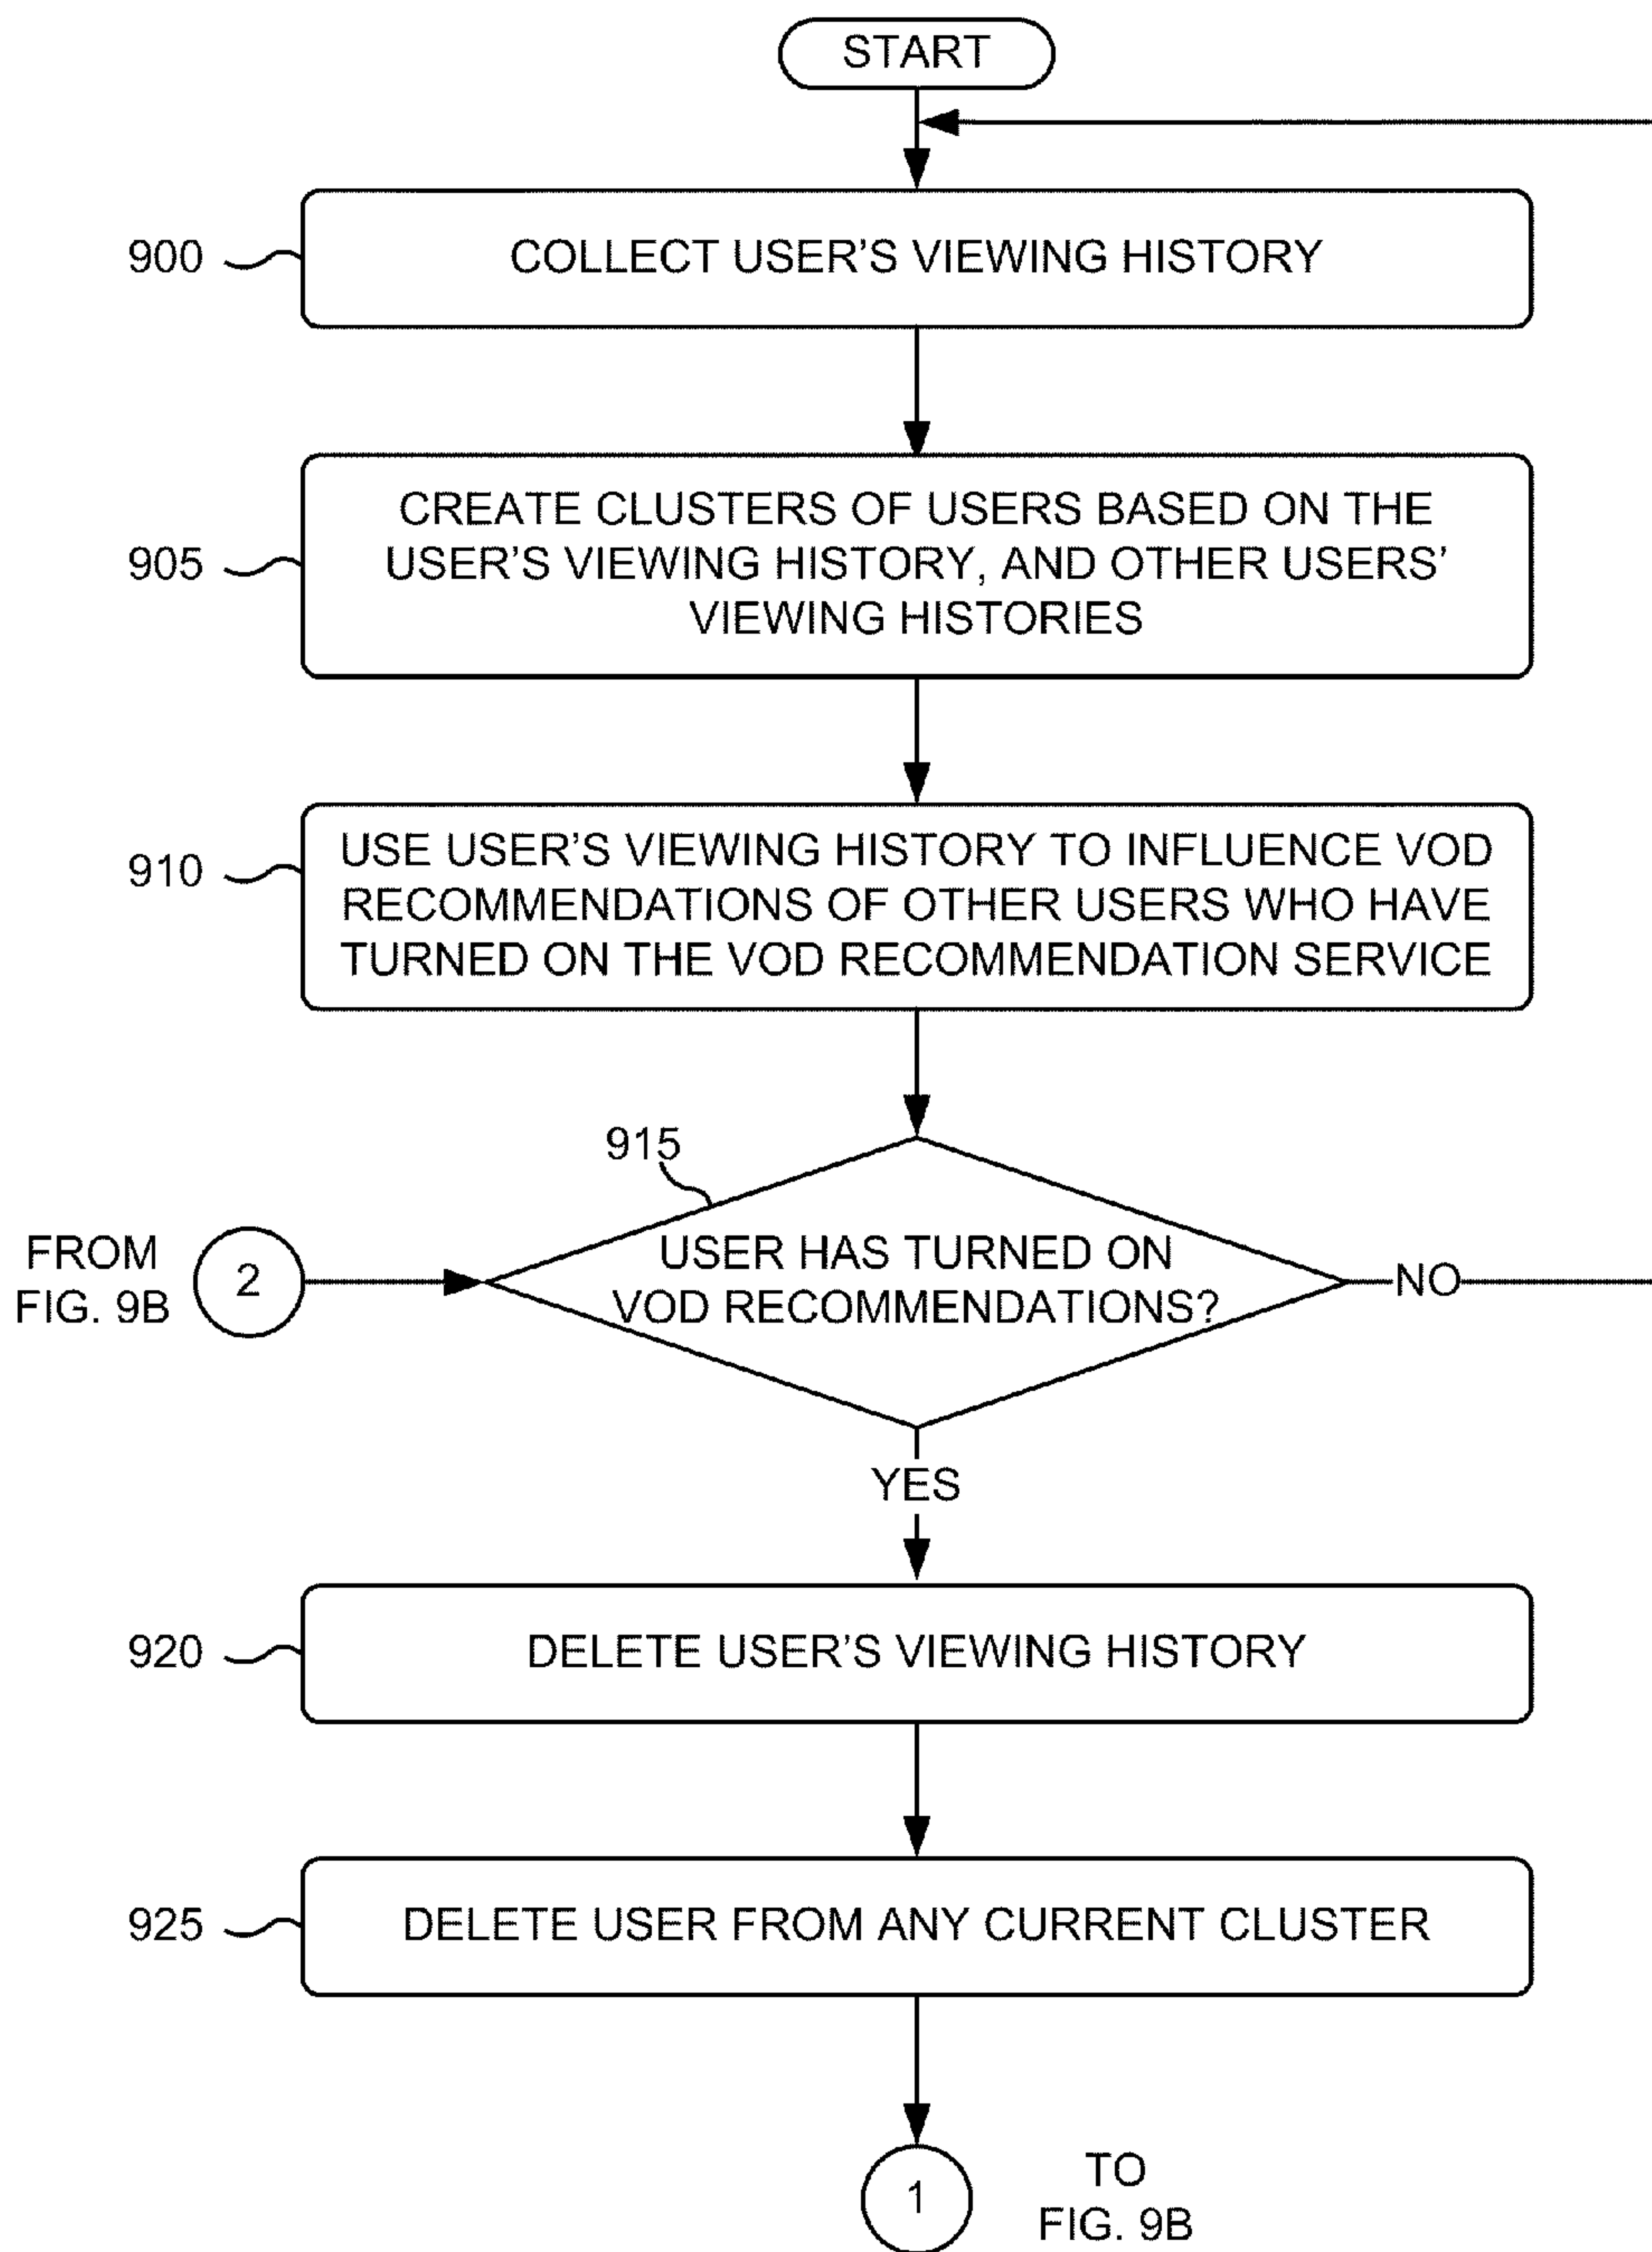 START
900
COLLECT USER'S VIEWING HISTORY
905
CREATE CLUSTERS OF USERS BASED ON THE
USER'S VIEWING HISTORY, AND OTHER USERS'
VIEWING HISTORIES
910
USE USER'S VIEWING HISTORY TO INFLUENCE VOD
RECOMMENDATIONS OF OTHER USERS WHO HAVE
TURNED ON THE VOD RECOMMENDATION SERVICE
915
FROM
FIG. 9B
2
USER HAS TURNED ON
VOD RECOMMENDATIONS?
NO
YES
920
DELETE USER'S VIEWING HISTORY
925
DELETE USER FROM ANY CURRENT CLUSTER
1
TO
FIG. 9B